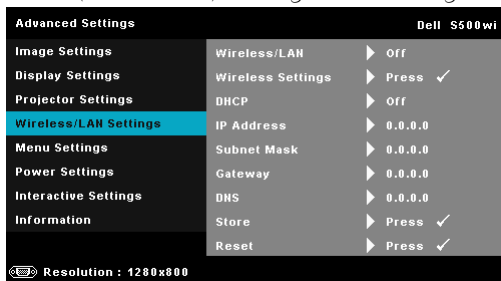 Advanced Settings Dell S500wi
Image Settings
Display Settings
Projector Settings
Wireless/LAN Settings
Menu Settings
Power Settings
Interactive Settings
Information
Wireless/LAN Off
Wireless Settings Press ✓
DHCP Off
IP Address 0.0.0.0
Subnet Mask 0.0.0.0
Gateway 0.0.0.0
DNS 0.0.0.0
Store Press ✓
Reset Press ✓
Resolution : 1280x800